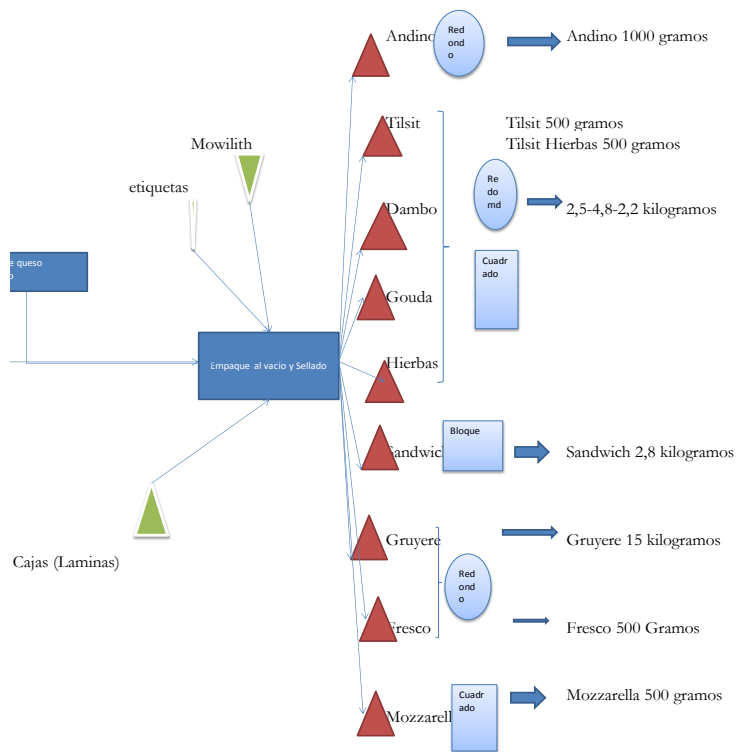 Andino
Red
ond
o
Andino 1000 gramos
Tilsit
Tilsit 500 gramos
Tilsit Hierbas 500 gramos
Mowilith
etiquetas
Re
do
md
Dambo
2,5-4,8-2,2 kilogramos
e queso
o
Cuadr
ado
Gouda
Empaque al vacio y Sellado
Hierbas
Bloque
Sandwich
Sandwich 2,8 kilogramos
Gruyere
Gruyere 15 kilogramos
Cajas (Laminas)
Red
ond
o
Fresco
Fresco 500 Gramos
Cuadr
ado
Mozzarell
Mozzarella 500 gramos